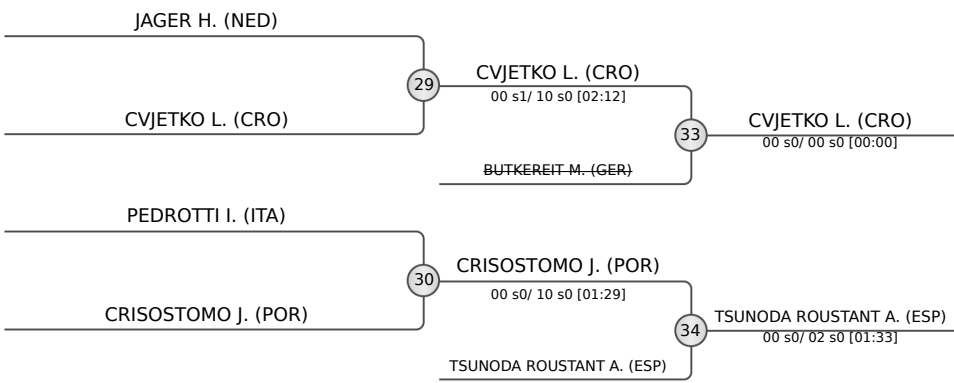 JAGER H. (NED)
29
CVJETKO L. (CRO)
00 s1/ 10 s0 [02:12]
CVJETKO L. (CRO)
33
CVJETKO L. (CRO)
00 s0/ 00 s0 [00:00]
BUTKEREIT M. (GER)
PEDROTTI I. (ITA)
30
CRISOSTOMO J. (POR)
00 s0/ 10 s0 [01:29]
CRISOSTOMO J. (POR)
34
TSUNODA ROUSTANT A. (ESP)
00 s0/ 02 s0 [01:33]
TSUNODA ROUSTANT A. (ESP)